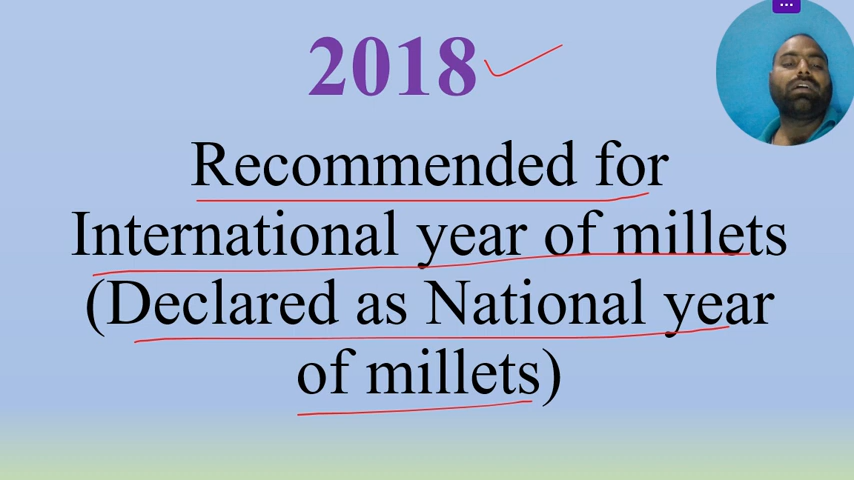 2018
Recommended for
International year of millets
(Declared as National year
of millets)